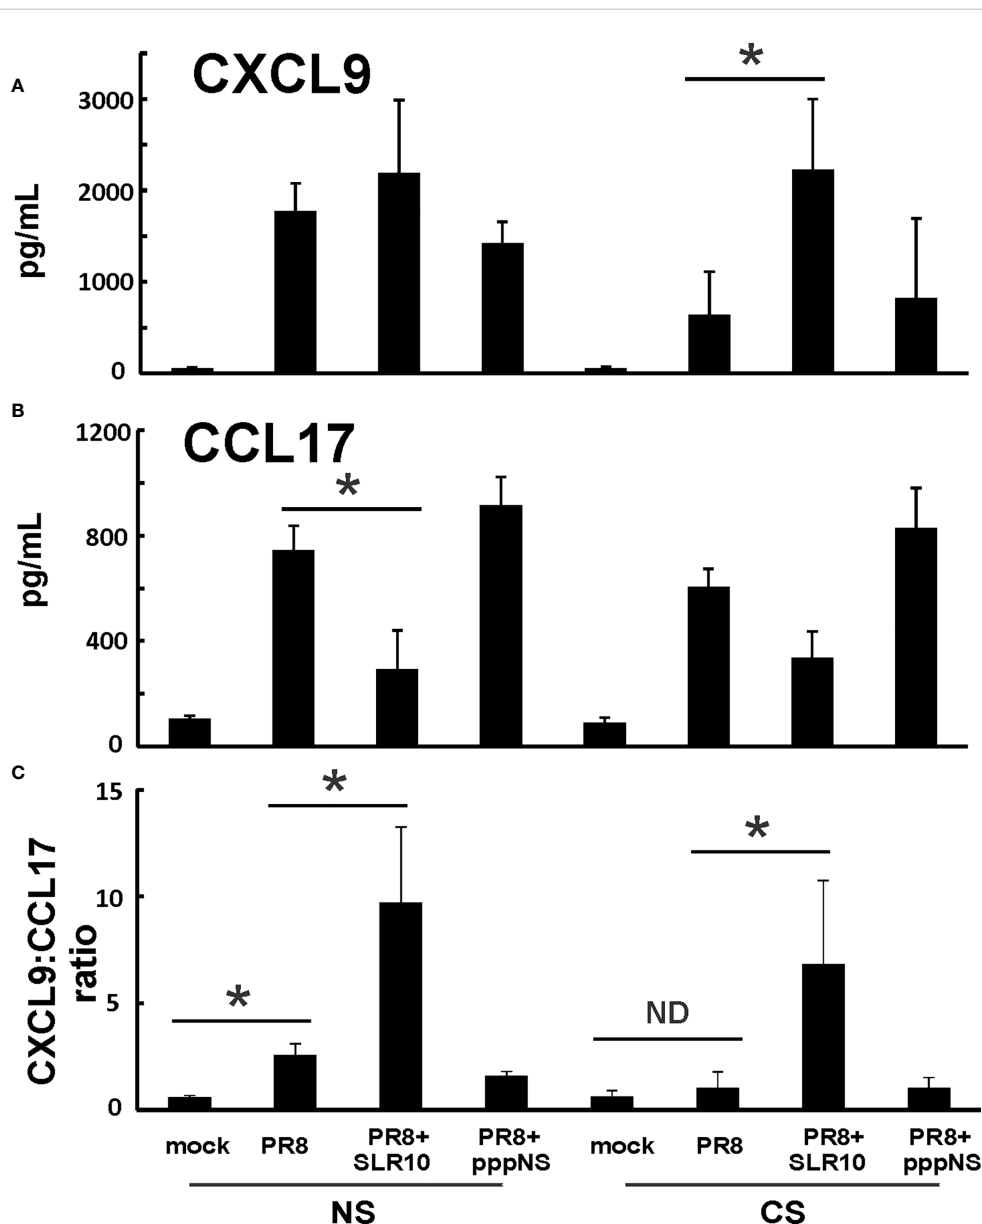 A
CXCL9
*
3000
2000
1000
0
pg/mL
B
CCL17
*
1200
800
400
0
pg/mL
C
*
*
*
ND
15
10
5
0
CXCL9:CCL17
ratio
mock PR8 PR8+ PR8+ mock PR8 PR8+ PR8+
SLR10 pppNS SLR10 pppNS
NS CS